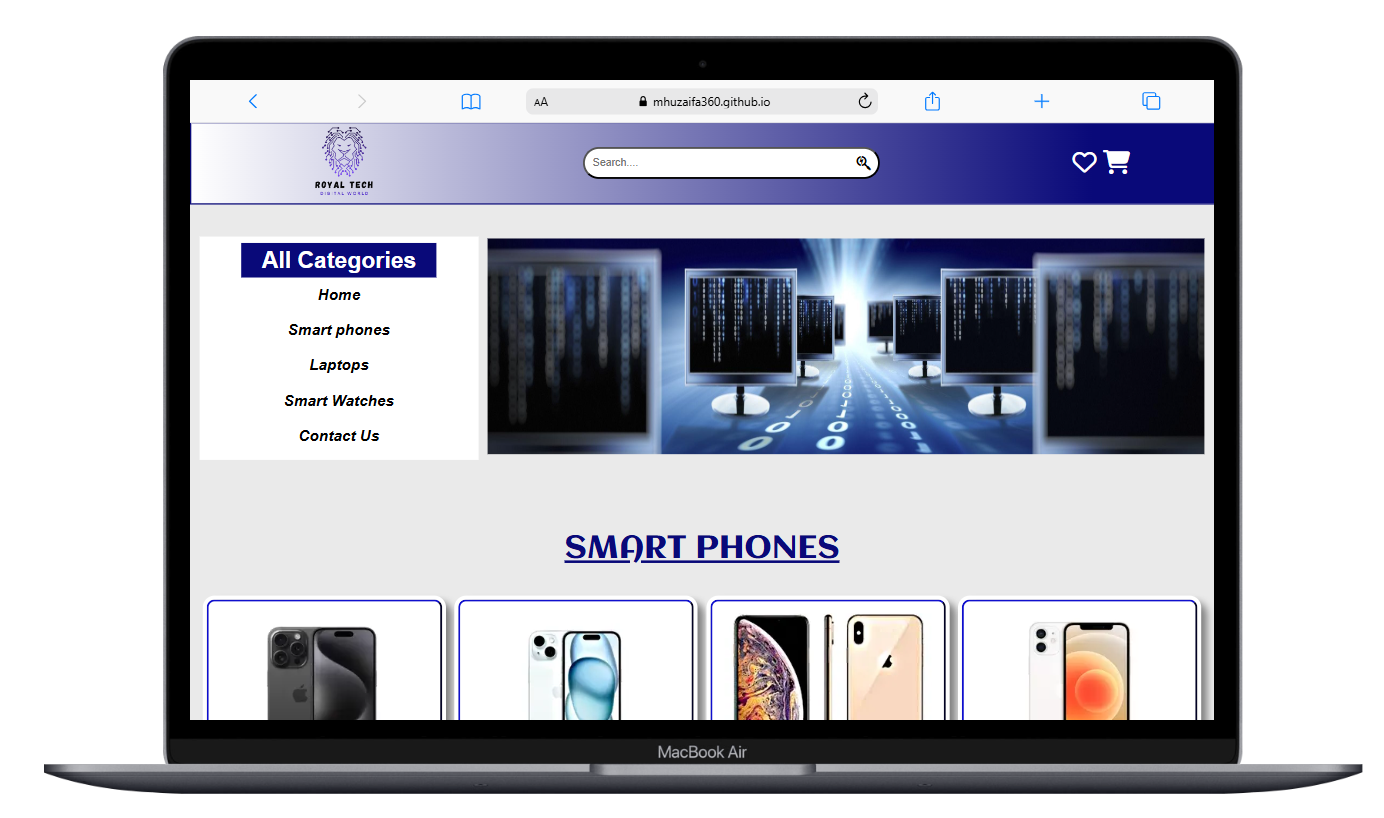 AA mhuzaifa360.github.io
ROYAL TECH
DIGITAL WORLD
Search....
All Categories
Home
Smart phones
Laptops
Smart Watches
Contact Us
SMART PHONES
MacBook Air